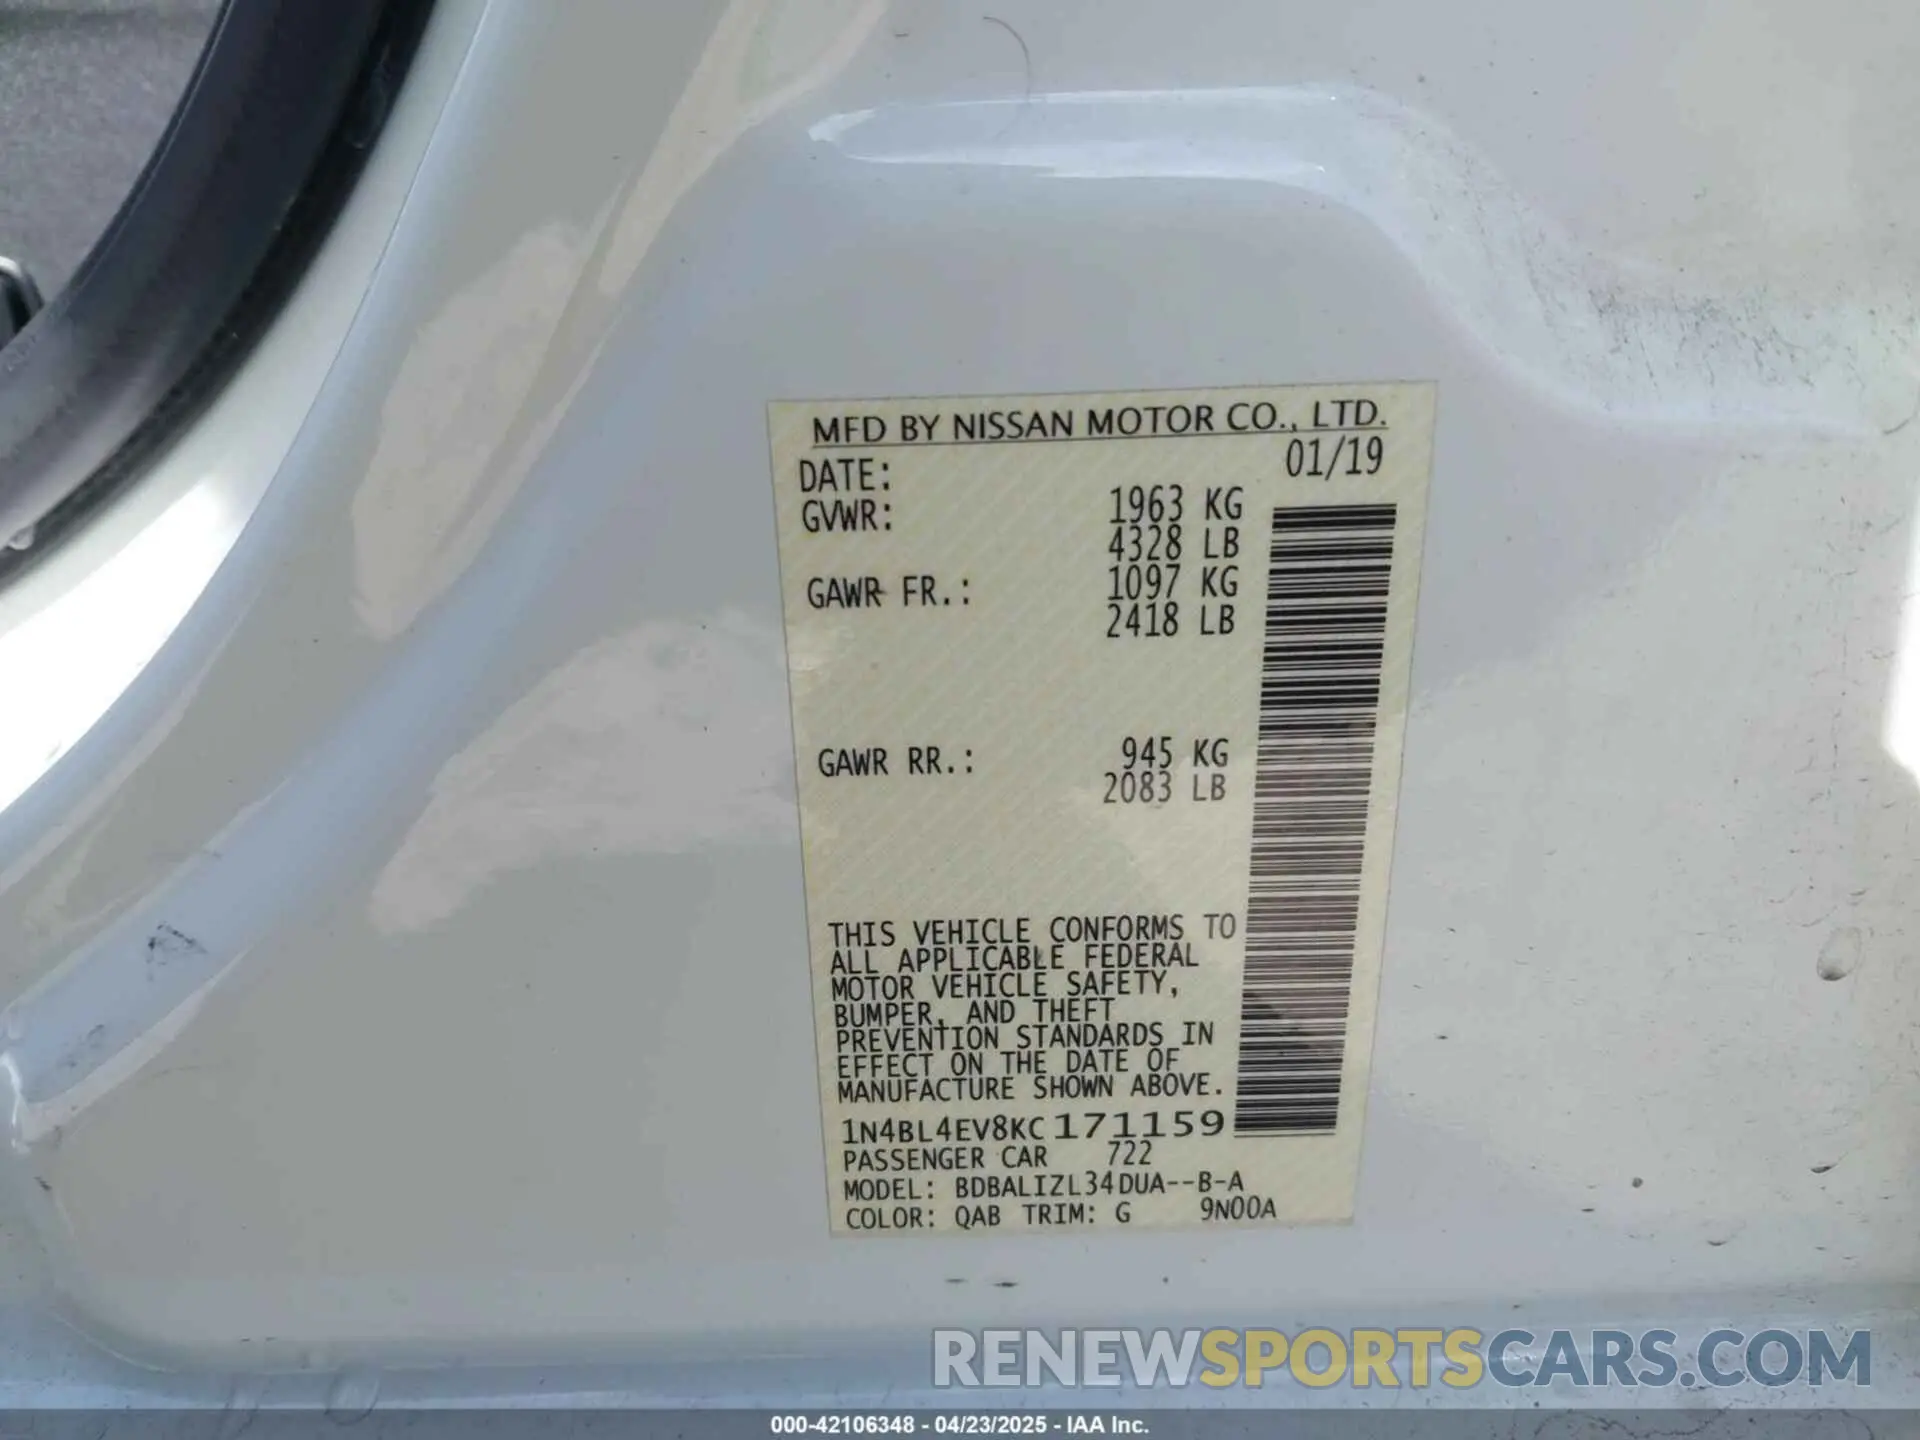 MFD BY NISSAN MOTOR CO., LTD.
DATE: 01/19
GVWR: 1963 KG
4328 LB
GAWR FR.: 1097 KG
2418 LB
GAWR RR.: 945 KG
2083 LB
THIS VEHICLE CONFORMS TO
ALL APPLICABLE FEDERAL
MOTOR VEHICLE SAFETY,
BUMPER, AND THEFT
PREVENTION STANDARDS IN
EFFECT ON THE DATE OF
MANUFACTURE SHOWN ABOVE.
1N4BL4EV8KC171159
PASSENGER CAR 722
MODEL: BDBALIZL34DUA--B-A
COLOR: QAB TRIM: G 9N00A
RENEWSPORTSCARS.COM
000-42106348 - 04/23/2025 - IAA Inc.